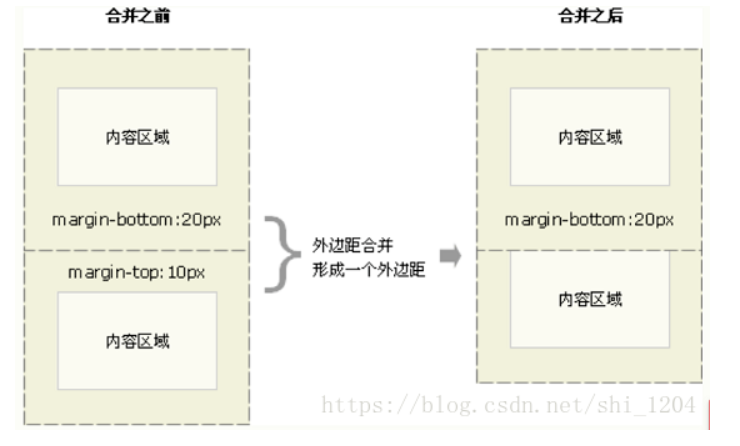 合并之前
合并之后
内容区域
margin-bottom:20px
margin-top:10px
内容区域
外边距合并
形成一个外边距
内容区域
margin-bottom:20px
内容区域
https://blog.csdn.net/shi_1204